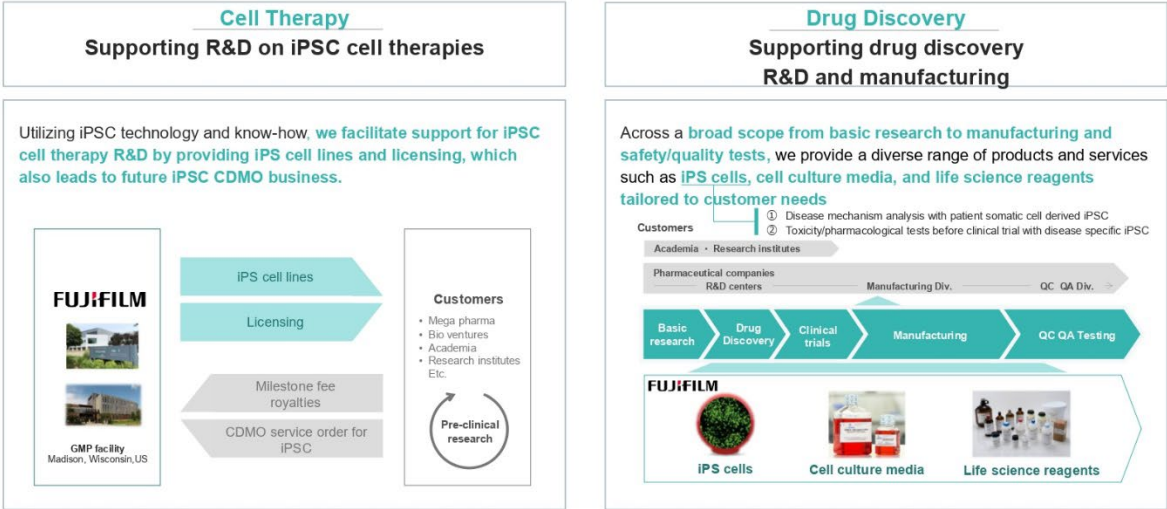 Cell Therapy
Supporting R&D on iPSC cell therapies
Utilizing iPSC technology and know-how, we facilitate support for iPSC
cell therapy R&D by providing iPS cell lines and licensing, which
also leads to future iPSC CDMO business.
FUJIFILM
GMP facility
Madison, Wisconsin,US
iPS cell lines
Licensing
Milestone fee
royalties
CDMO service order for
iPSC
Customers
• Mega pharma
• Bio ventures
• Academia
• Research institutes
Etc.
Pre-clinical
research
Drug Discovery
Supporting drug discovery
R&D and manufacturing
Across a broad scope from basic research to manufacturing and
safety/quality tests, we provide a diverse range of products and services
such as iPS cells, cell culture media, and life science reagents
tailored to customer needs
① Disease mechanism analysis with patient somatic cell derived iPSC
② Toxicity/pharmacological tests before clinical trial with disease specific iPSC
Customers
Academia・Research institutes
Pharmaceutical companies
R&D centers
Manufacturing Div.
QC QA Div.
Basic
research
Drug
Discovery
Clinical
trials
Manufacturing
QC QA Testing
FUJIFILM
iPS cells
Cell culture media
Life science reagents